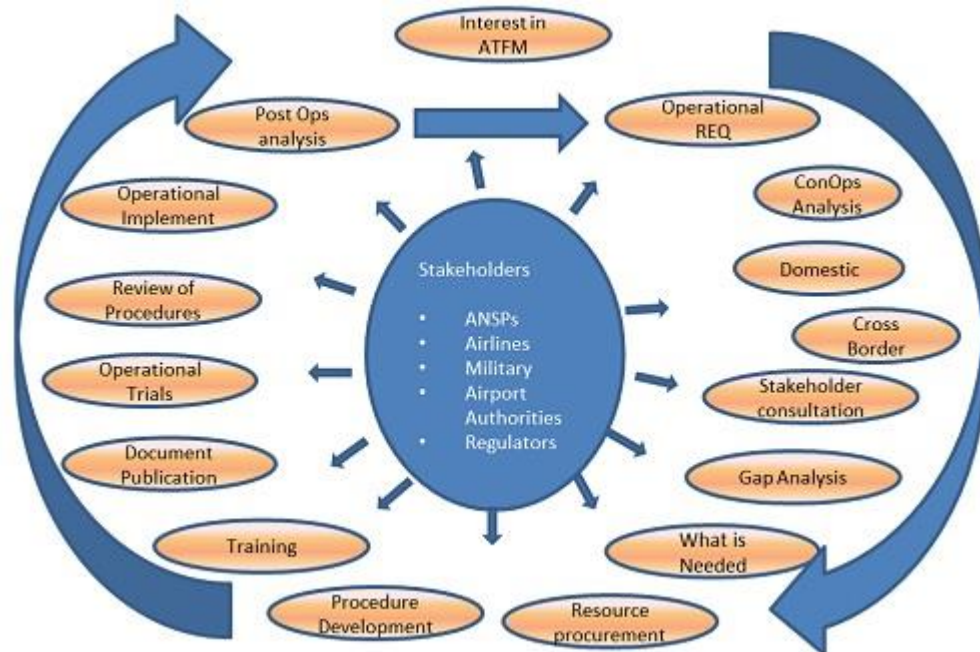 Interest in
ATFM
Post Ops
analysis
Operational
REQ
Operational
Implement
ConOps
Analysis
Domestic
Review of
Procedures
Cross
Border
Stakeholders
• ANSPs
• Airlines
• Military
• Airport
Authorities
• Regulators
Operational
Trials
Stakeholder
consultation
Document
Publication
Gap Analysis
Training
What is
Needed
Procedure
Development
Resource
procurement